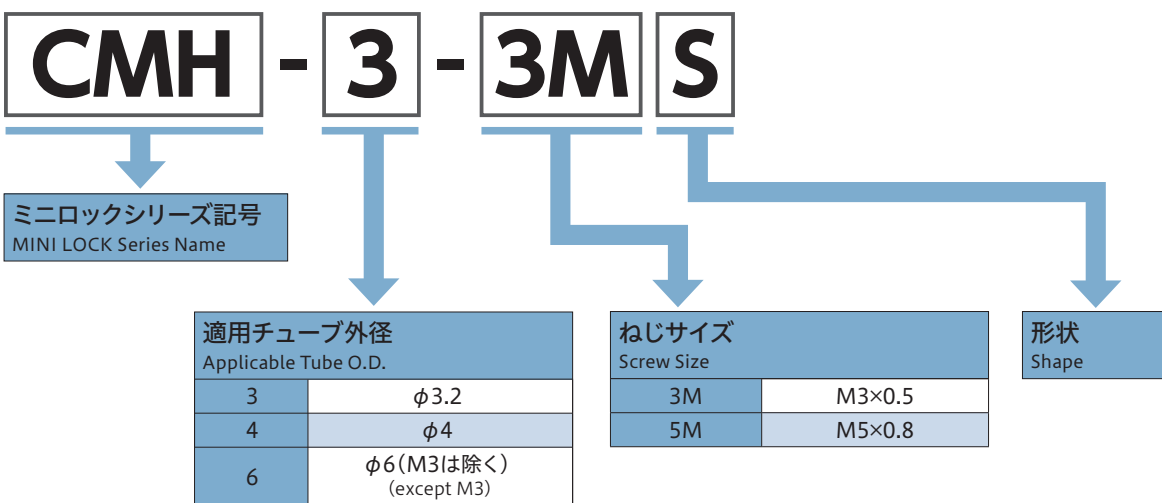 CMH - 3 - 3M S
ミニロックシリーズ記号
MINI LOCK Series Name
適用チューブ外径
Applicable Tube O.D.
3 φ3.2
4 φ4
6 φ6(M3は除く)
(except M3)
ねじサイズ
Screw Size
3M M3×0.5
5M M5×0.8
形状
Shape